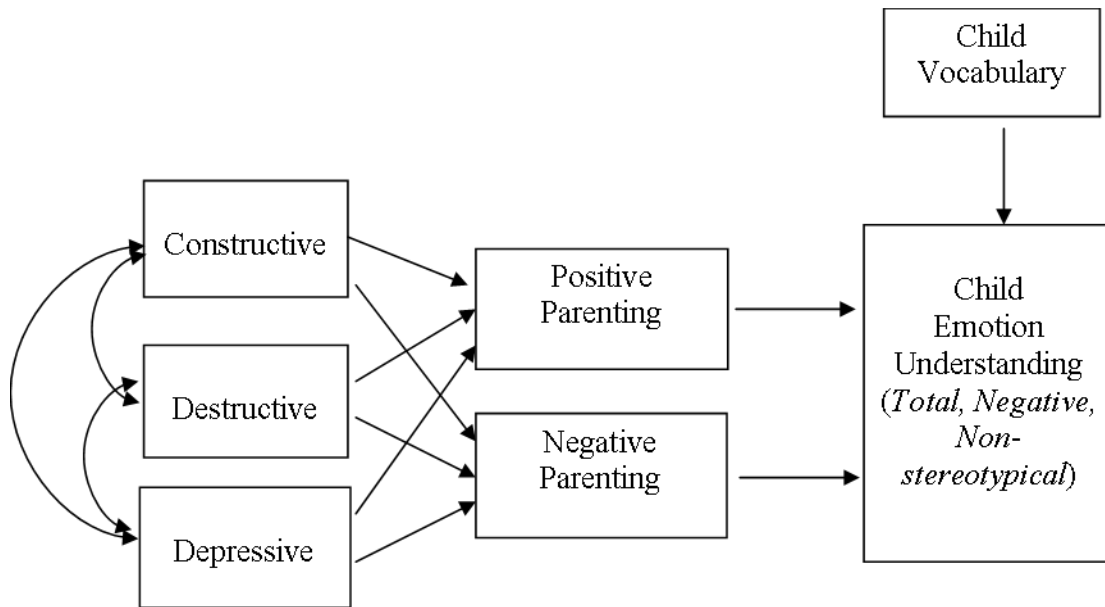 Child
Vocabulary
Constructive
Positive
Parenting
Child
Emotion
Understanding
(Total, Negative,
Non-
stereotypical)
Destructive
Negative
Parenting
Depressive